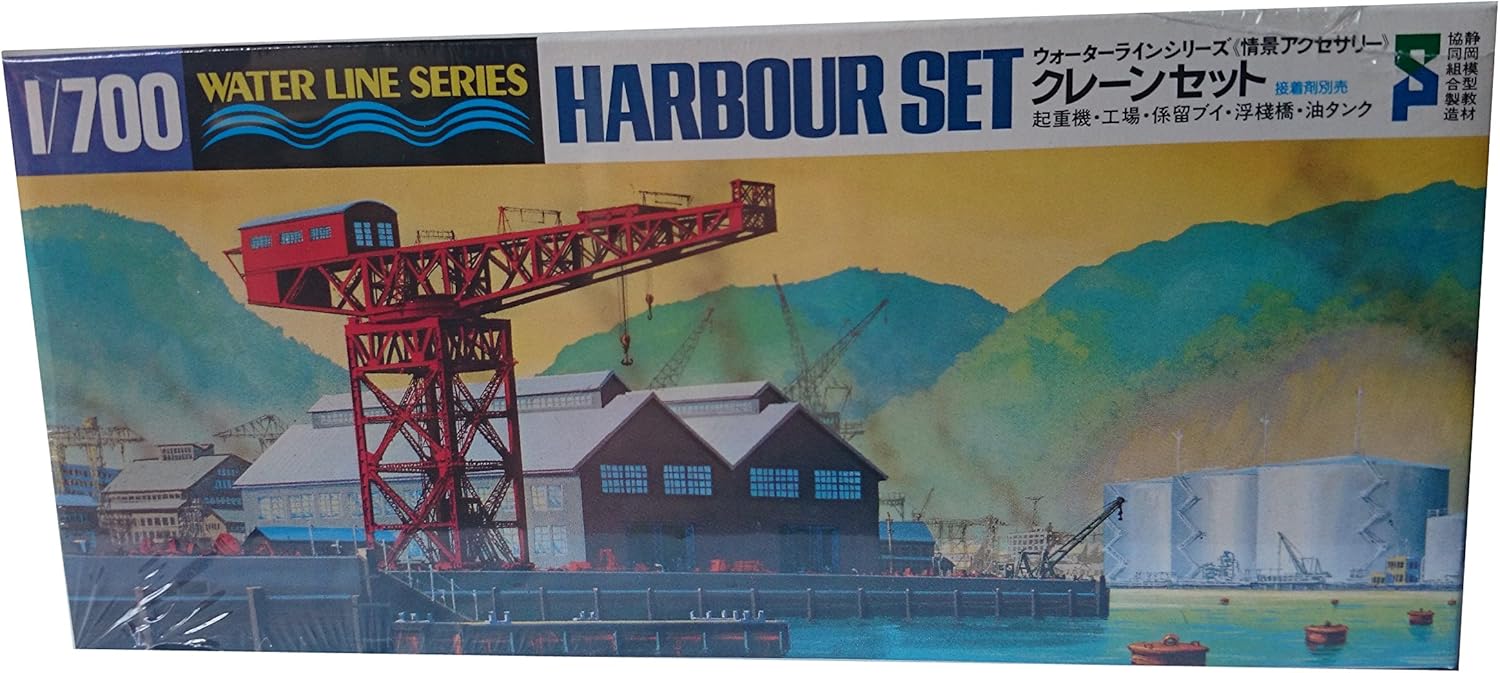 1/700
WATER LINE SERIES
HARBOUR SET
ウォーターラインシリーズ《情景アクセサリー》
クレーンセット 接着剤別売
起重機・工場・係留ブイ・浮棧橋・油タンク
SP
静岡模型教材
協同組合製造